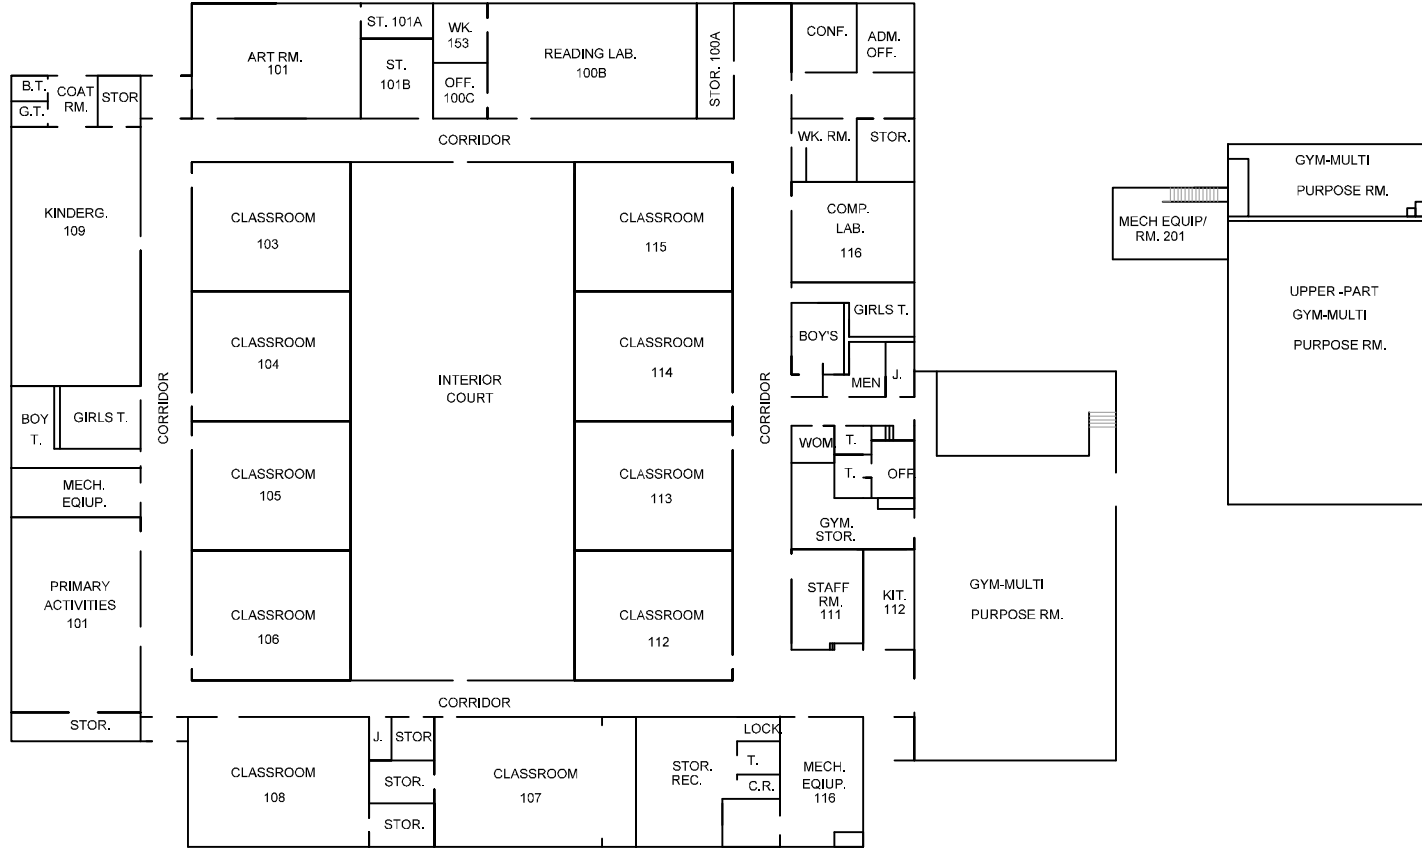 ST. 101A
WK.
153
CONF.
ADM.
OFF.
ART RM.
101
ST.
101B
READING LAB.
100B
STOR. 100A
OFF.
100C
B.T.
G.T.
COAT
RM.
STOR
CORRIDOR
WK. RM.
STOR.
GYM-MULTI
PURPOSE RM.
KINDERG.
109
CLASSROOM
103
CLASSROOM
115
COMP.
LAB.
116
MECH EQUIP/
RM. 201
UPPER -PART
GYM-MULTI
PURPOSE RM.
CLASSROOM
104
CLASSROOM
114
GIRLS T.
BOY'S
MEN
J.
INTERIOR
COURT
BOY
T.
GIRLS T.
CORRIDOR
CORRIDOR
WOM
T.
T.
OFF.
MECH.
EQIUP.
CLASSROOM
105
CLASSROOM
113
GYM.
STOR.
PRIMARY
ACTIVITIES
101
CLASSROOM
106
CLASSROOM
112
STAFF
RM.
111
KIT.
112
GYM-MULTI
PURPOSE RM.
CORRIDOR
STOR.
J.
STOR
CLASSROOM
108
STOR.
STOR.
CLASSROOM
107
STOR.
REC.
LOCK
T.
C.R.
MECH.
EQIUP.
116